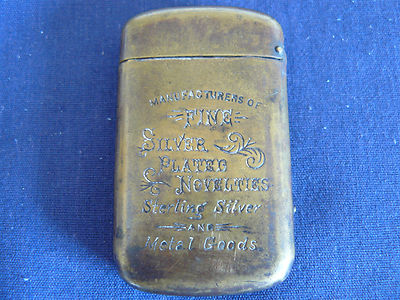 MANUFACTURERS OF
FINE
SILVER
PLATED
NOVELTIES
Sterling Silver
AND
Metal Goods